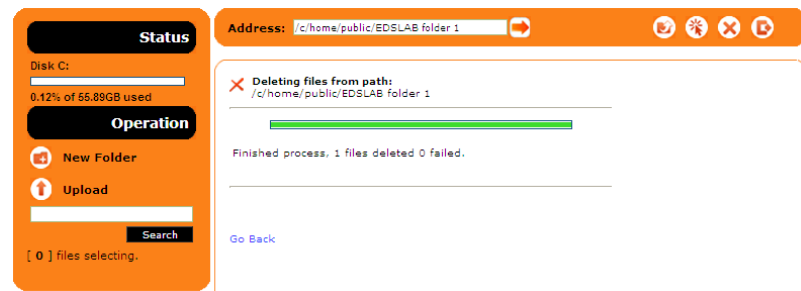 Status
Disk C:
0.12% of 55.89GB used
Operation
New Folder
Upload
Search
[ 0 ] files selecting.
Address: /c/home/public/EDSLAB folder 1
Deleting files from path:
/c/home/public/EDSLAB folder 1
Finished process, 1 files deleted 0 failed.
Go Back